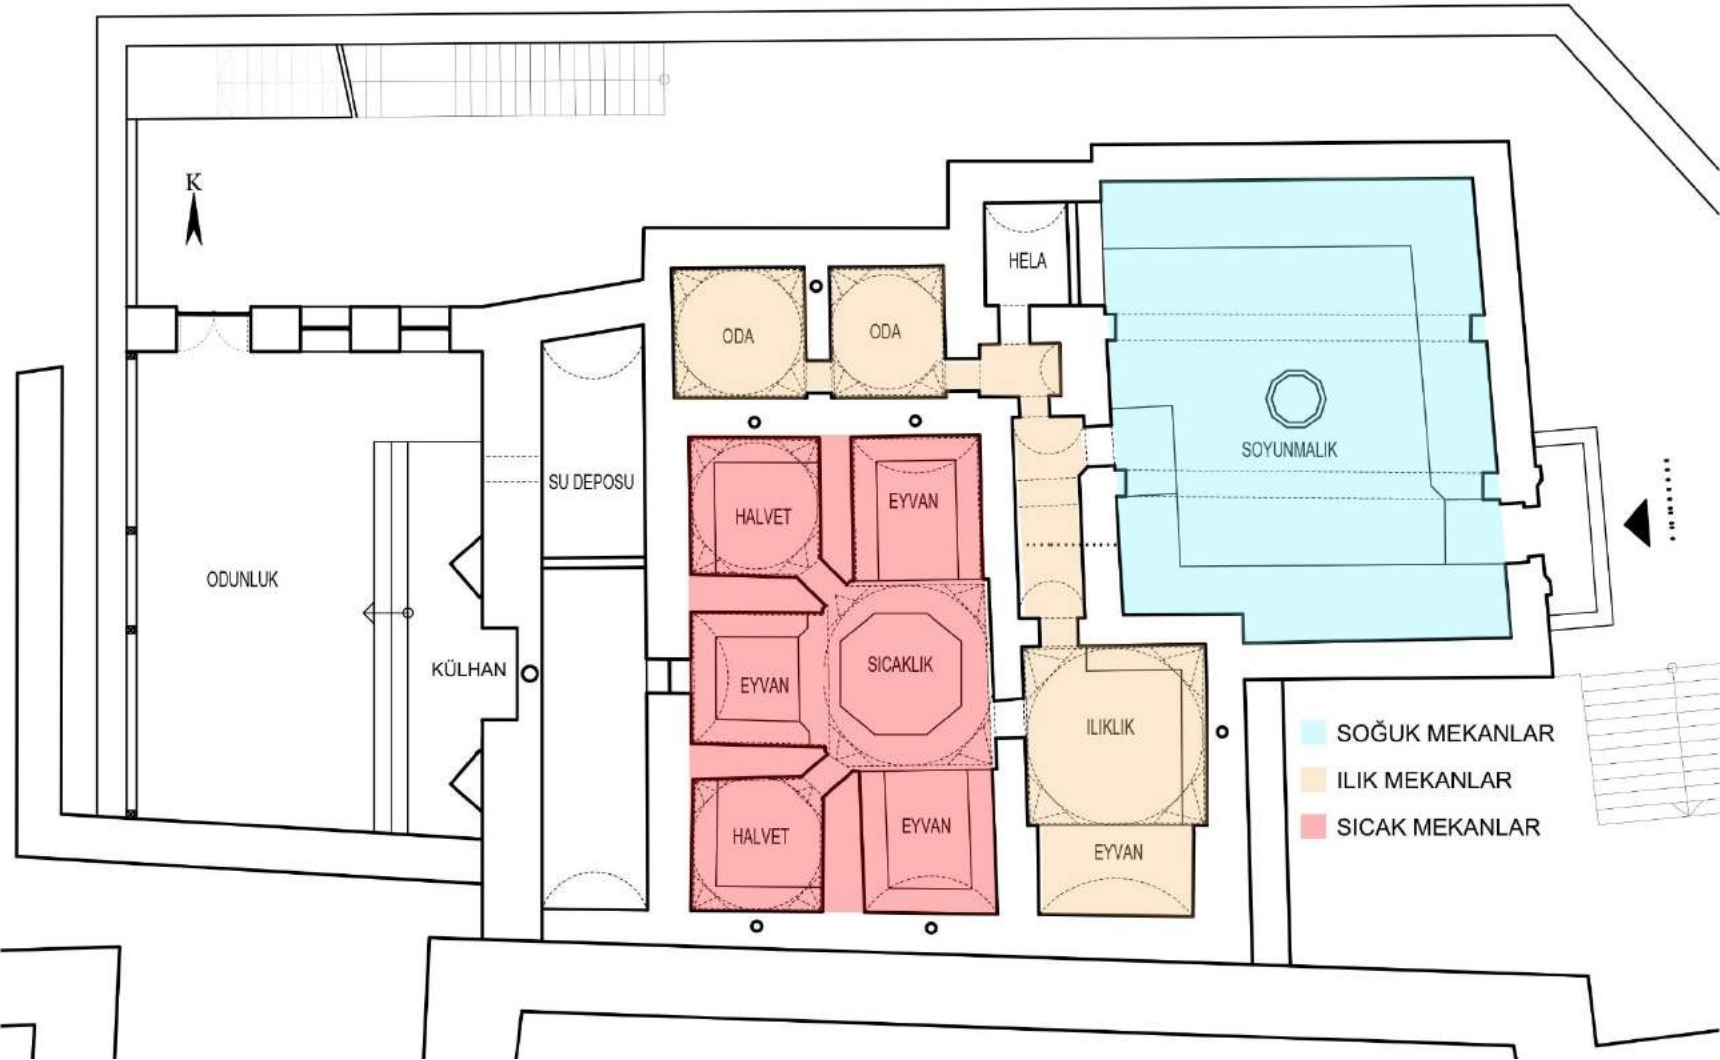 K
HELA
ODA
ODA
SOYUNMALIK
SU DEPOSU
HALVET
EYVAN
ODUNLUK
SICAKLIK
KÜLHAN
EYVAN
ILIKLIK
SOĞUK MEKANLAR
ILIK MEKANLAR
SICAK MEKANLAR
HALVET
EYVAN
EYVAN